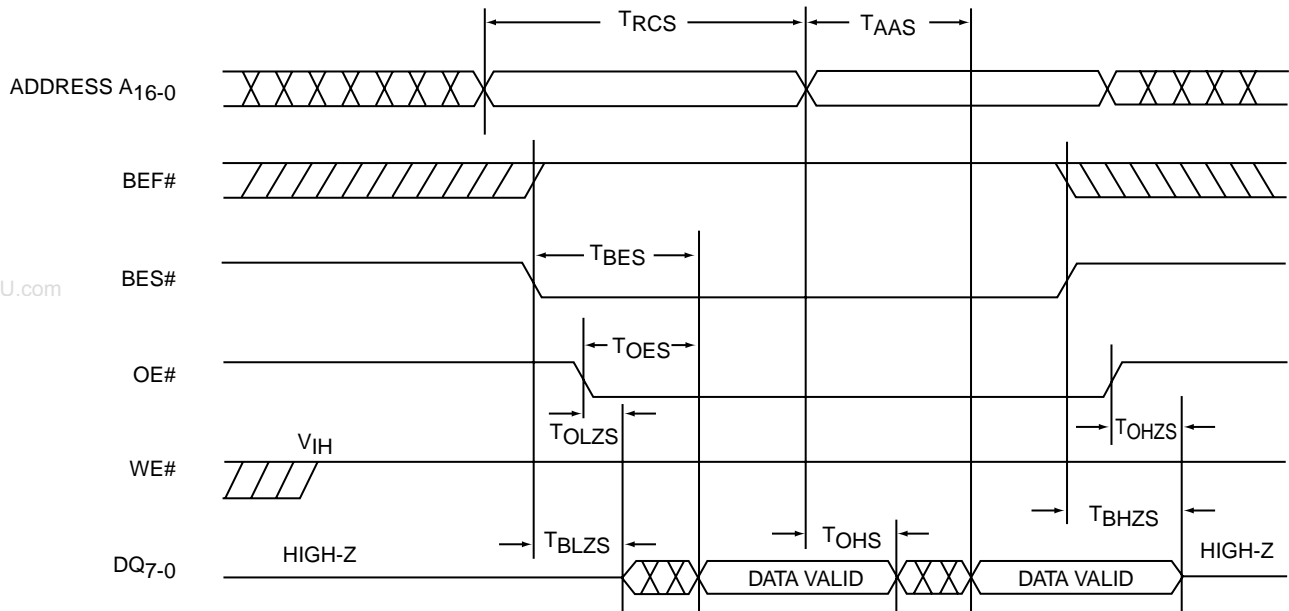 TRCS
TAAS
ADDRESS A16-0
BEF#
TBES
BES#
U.com
TOES
OE#
TOLZS
TOHZS
VIH
WE#
TBHZS
TBLZS
TOHS
HIGH-Z
HIGH-Z
DQ7-0
DATA VALID
DATA VALID